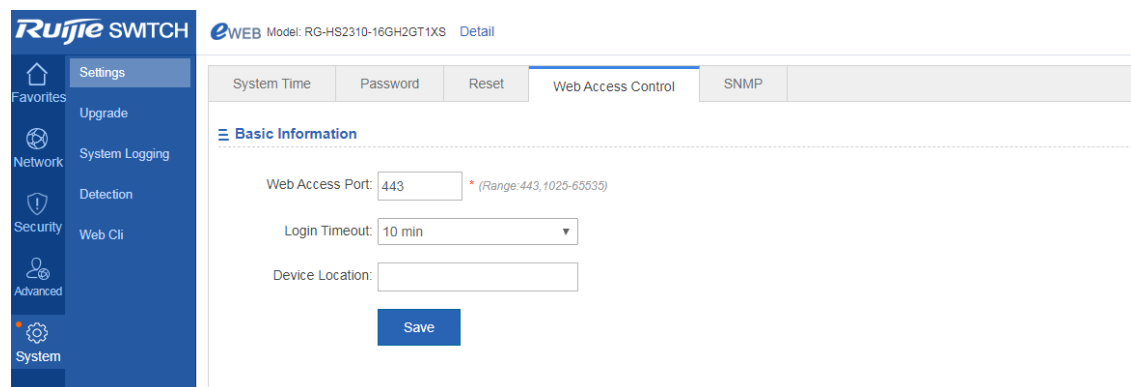 Ruijie SWITCH
eWEB Model: RG-HS2310-16GH2GT1XS Detail
Favorites
Network
Security
Advanced
System
Settings
Upgrade
System Logging
Detection
Web Cli
System Time Password Reset Web Access Control SNMP
Basic Information
Web Access Port: 443 * (Range:443,1025-65535)
Login Timeout: 10 min
Device Location:
Save